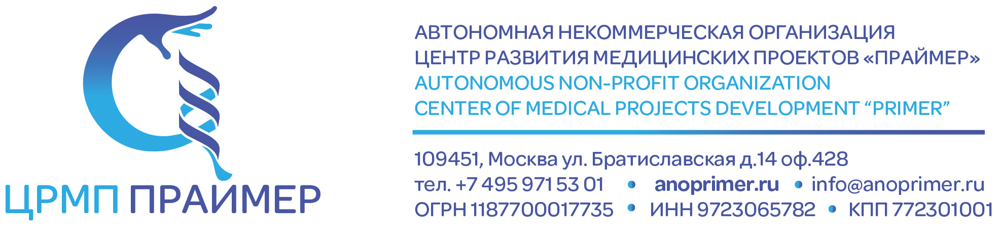 ЦРМП ПРАЙМЕР
АВТОНОМНАЯ НЕКОММЕРЧЕСКАЯ ОРГАНИЗАЦИЯ
ЦЕНТР РАЗВИТИЯ МЕДИЦИНСКИХ ПРОЕКТОВ «ПРАЙМЕР»
AUTONOMOUS NON-PROFIT ORGANIZATION
CENTER OF MEDICAL PROJECTS DEVELOPMENT “PRIMER”
109451, Москва ул. Братиславская д.14 оф.428
тел. +7 495 971 53 01 • anoprimer.ru • info@anoprimer.ru
ОГРН 1187700017735 • ИНН 9723065782 • КПП 772301001